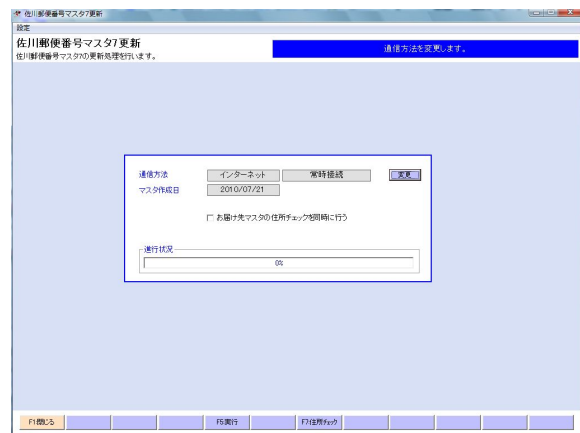 佐川郵便番号マスタ7更新
設定
佐川郵便番号マスタ7更新
佐川郵便番号マスタ7の更新処理を行います。
通信方法を変更します。
通信方法 インターネット 常時接続 変更
マスタ作成日 2010/07/21
お届け先マスタの住所チェックを同時に行う
進行状況
0%
F1閉じる F5実行 F7住所チェック